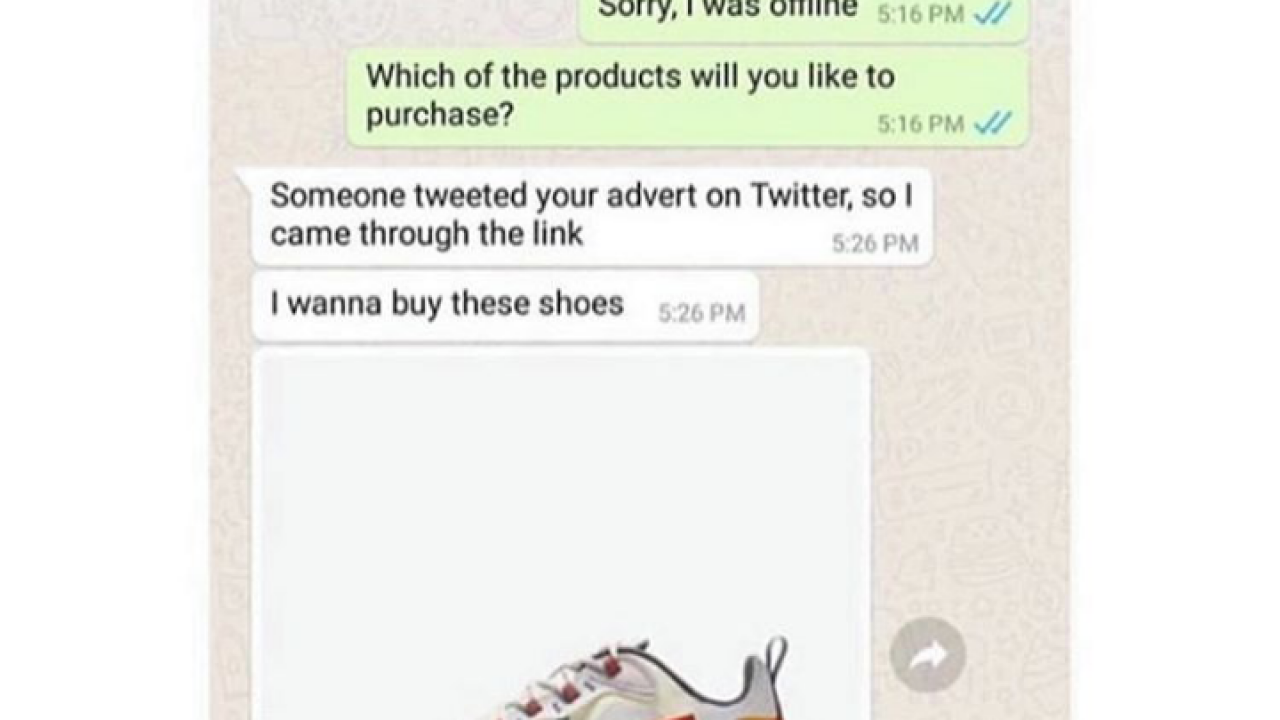 Sorry, I was offline 5:16 PM
Which of the products will you like to
purchase?
5:16 PM
Someone tweeted your advert on Twitter, so I
came through the link
5:26 PM
I wanna buy these shoes 5:26 PM